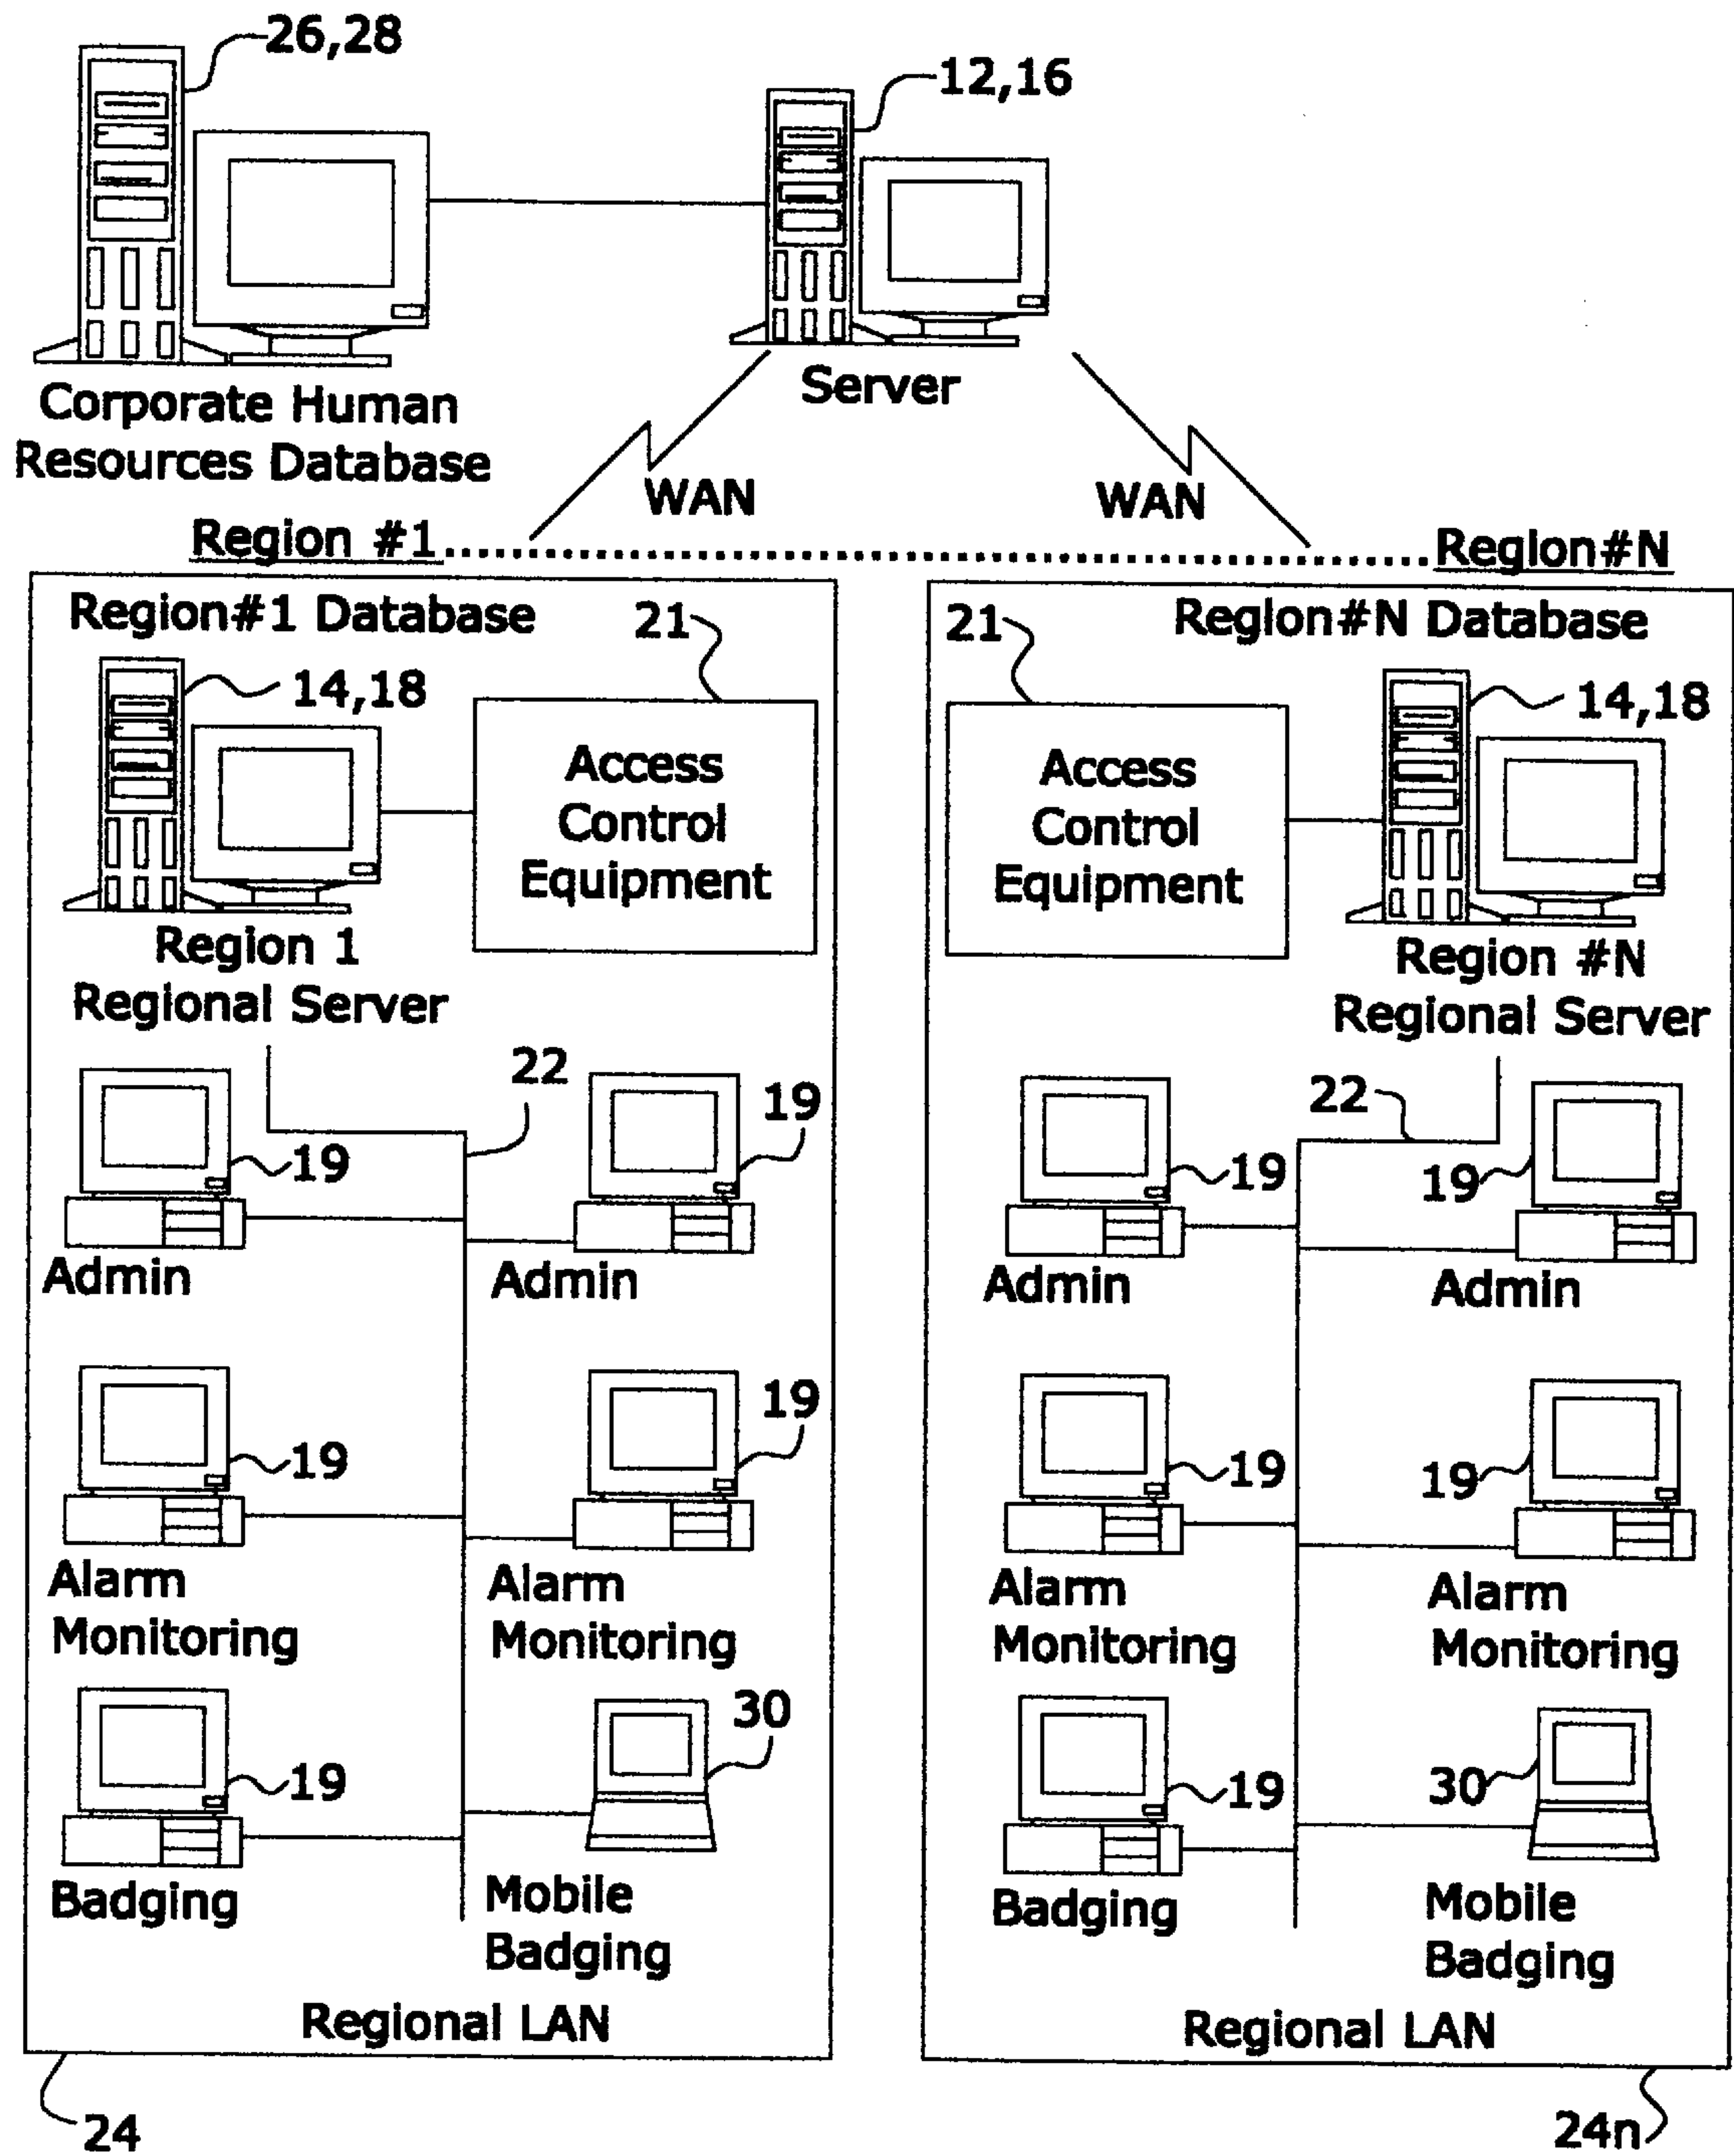 26,28
12,16
Corporate Human
Resources Database
Server
WAN
WAN
Region #1
Region#N
Region#1 Database
21
14,18
Access
Control
Equipment
Region 1
Regional Server
22
19
19
Admin
Admin
19
19
Alarm
Monitoring
Alarm
Monitoring
19
30
Badging
Mobile
Badging
Regional LAN
24
21
Region#N Database
14,18
Access
Control
Equipment
Region #N
Regional Server
22
19
19
Admin
Admin
19
19
Alarm
Monitoring
Alarm
Monitoring
19
30
Badging
Mobile
Badging
Regional LAN
24n